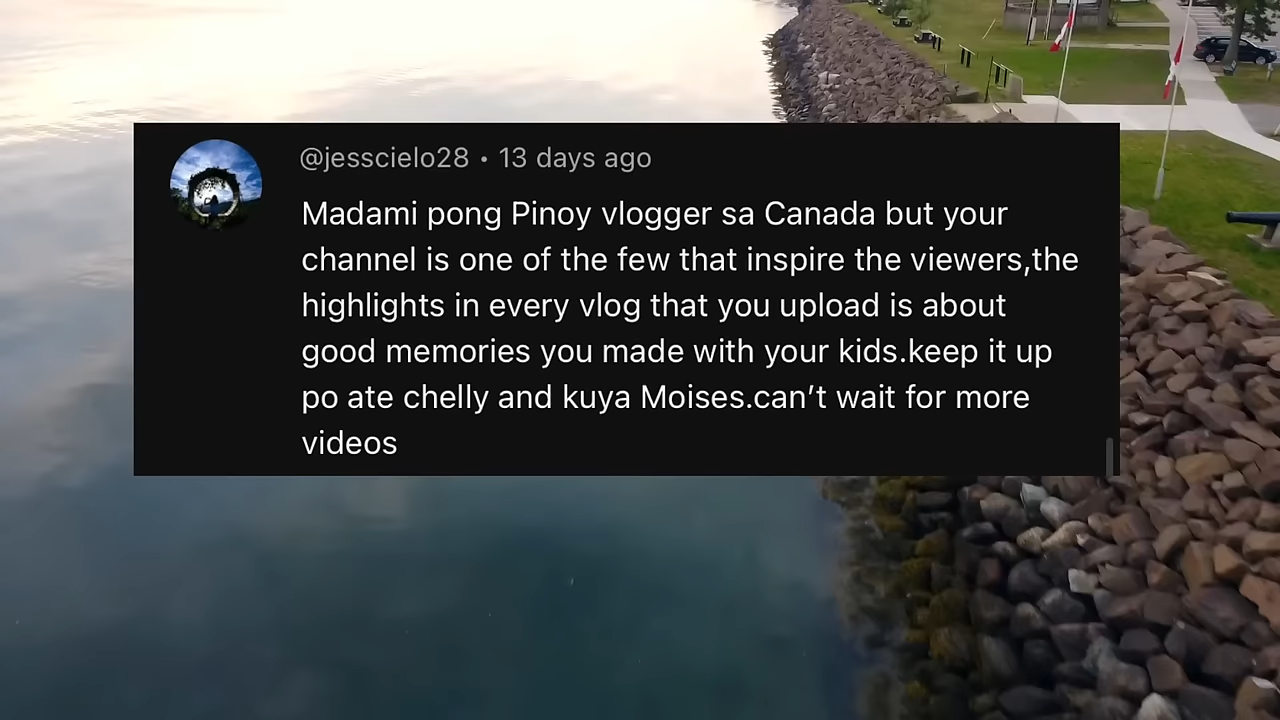 @jesscielo28 • 13 days ago
Madami pong Pinoy vlogger sa Canada but your
channel is one of the few that inspire the viewers,the
highlights in every vlog that you upload is about
good memories you made with your kids.keep it up
po ate chelly and kuya Moises.can’t wait for more
videos